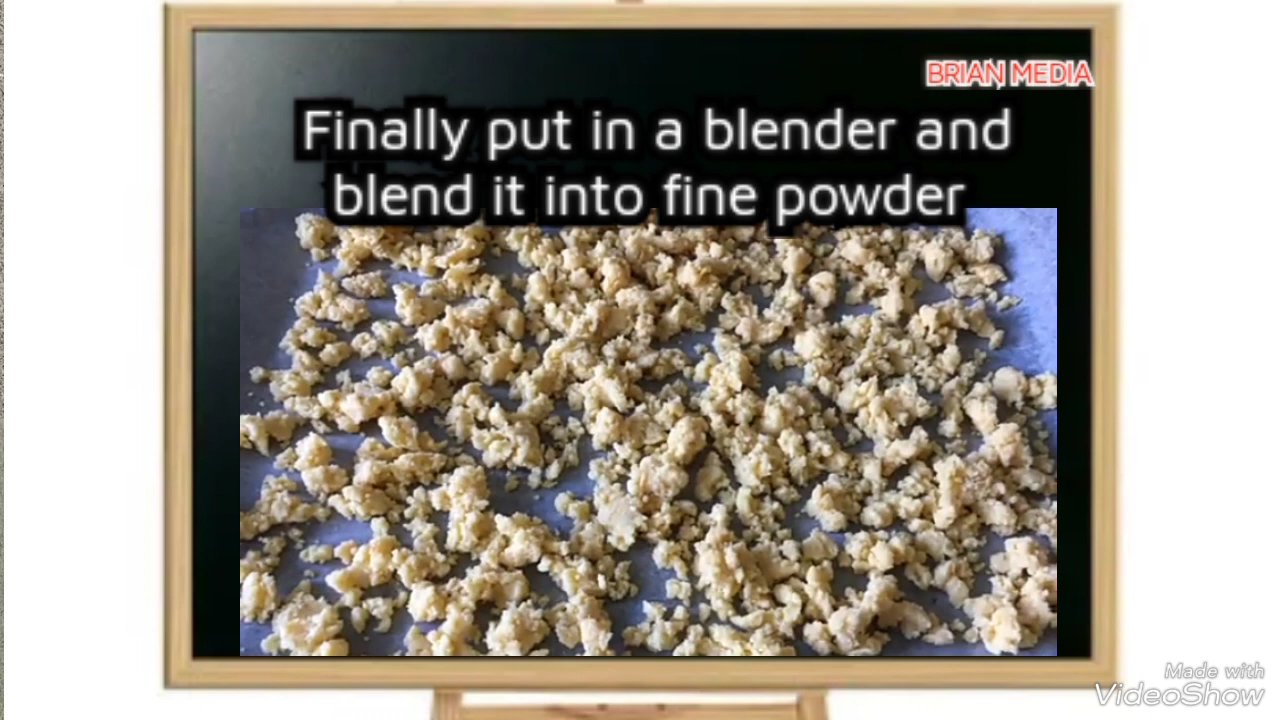 BRIAN MEDIA
Finally put in a blender and
blend it into fine powder
Made with
VideoShow